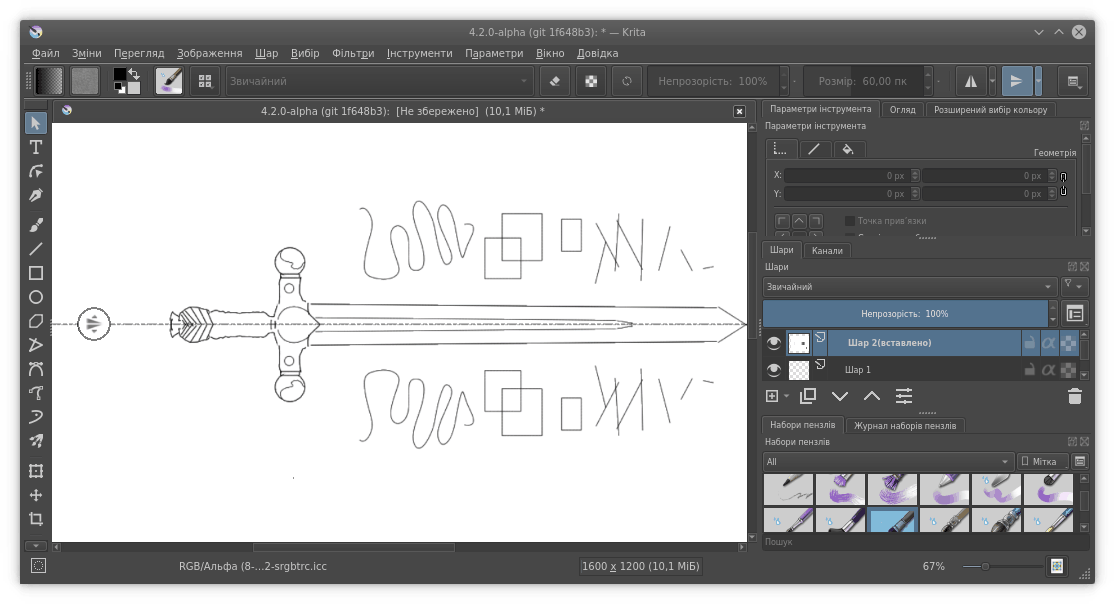 4.2.0-alpha (git 1f648b3): * — Krita
Файл Зміни Перегляд Зображення Шар Вибір Фільтри Інструменти Параметри Вікно Довідка
Звичайний Непрозорість: 100% Розмір: 60,00 пк
4.2.0-alpha (git 1f648b3): [Не збережено] (10,1 МіБ) *
Параметри інструмента Огляд Розширений вибір кольору
Параметри інструмента
Геометрія
X: 0 px 0 px
Y: 0 px 0 px
Точка прив'язки
Шари Канали
Шари
Звичайний
Непрозорість: 100%
Шар 2(вставлено)
Шар 1
Набори пензлів Журнал наборів пензлів
Набори пензлів
All Мітка
Пошук
RGB/Альфа (8-...2-srgbtrc.icc 1600 x 1200 (10,1 МіБ) 67%